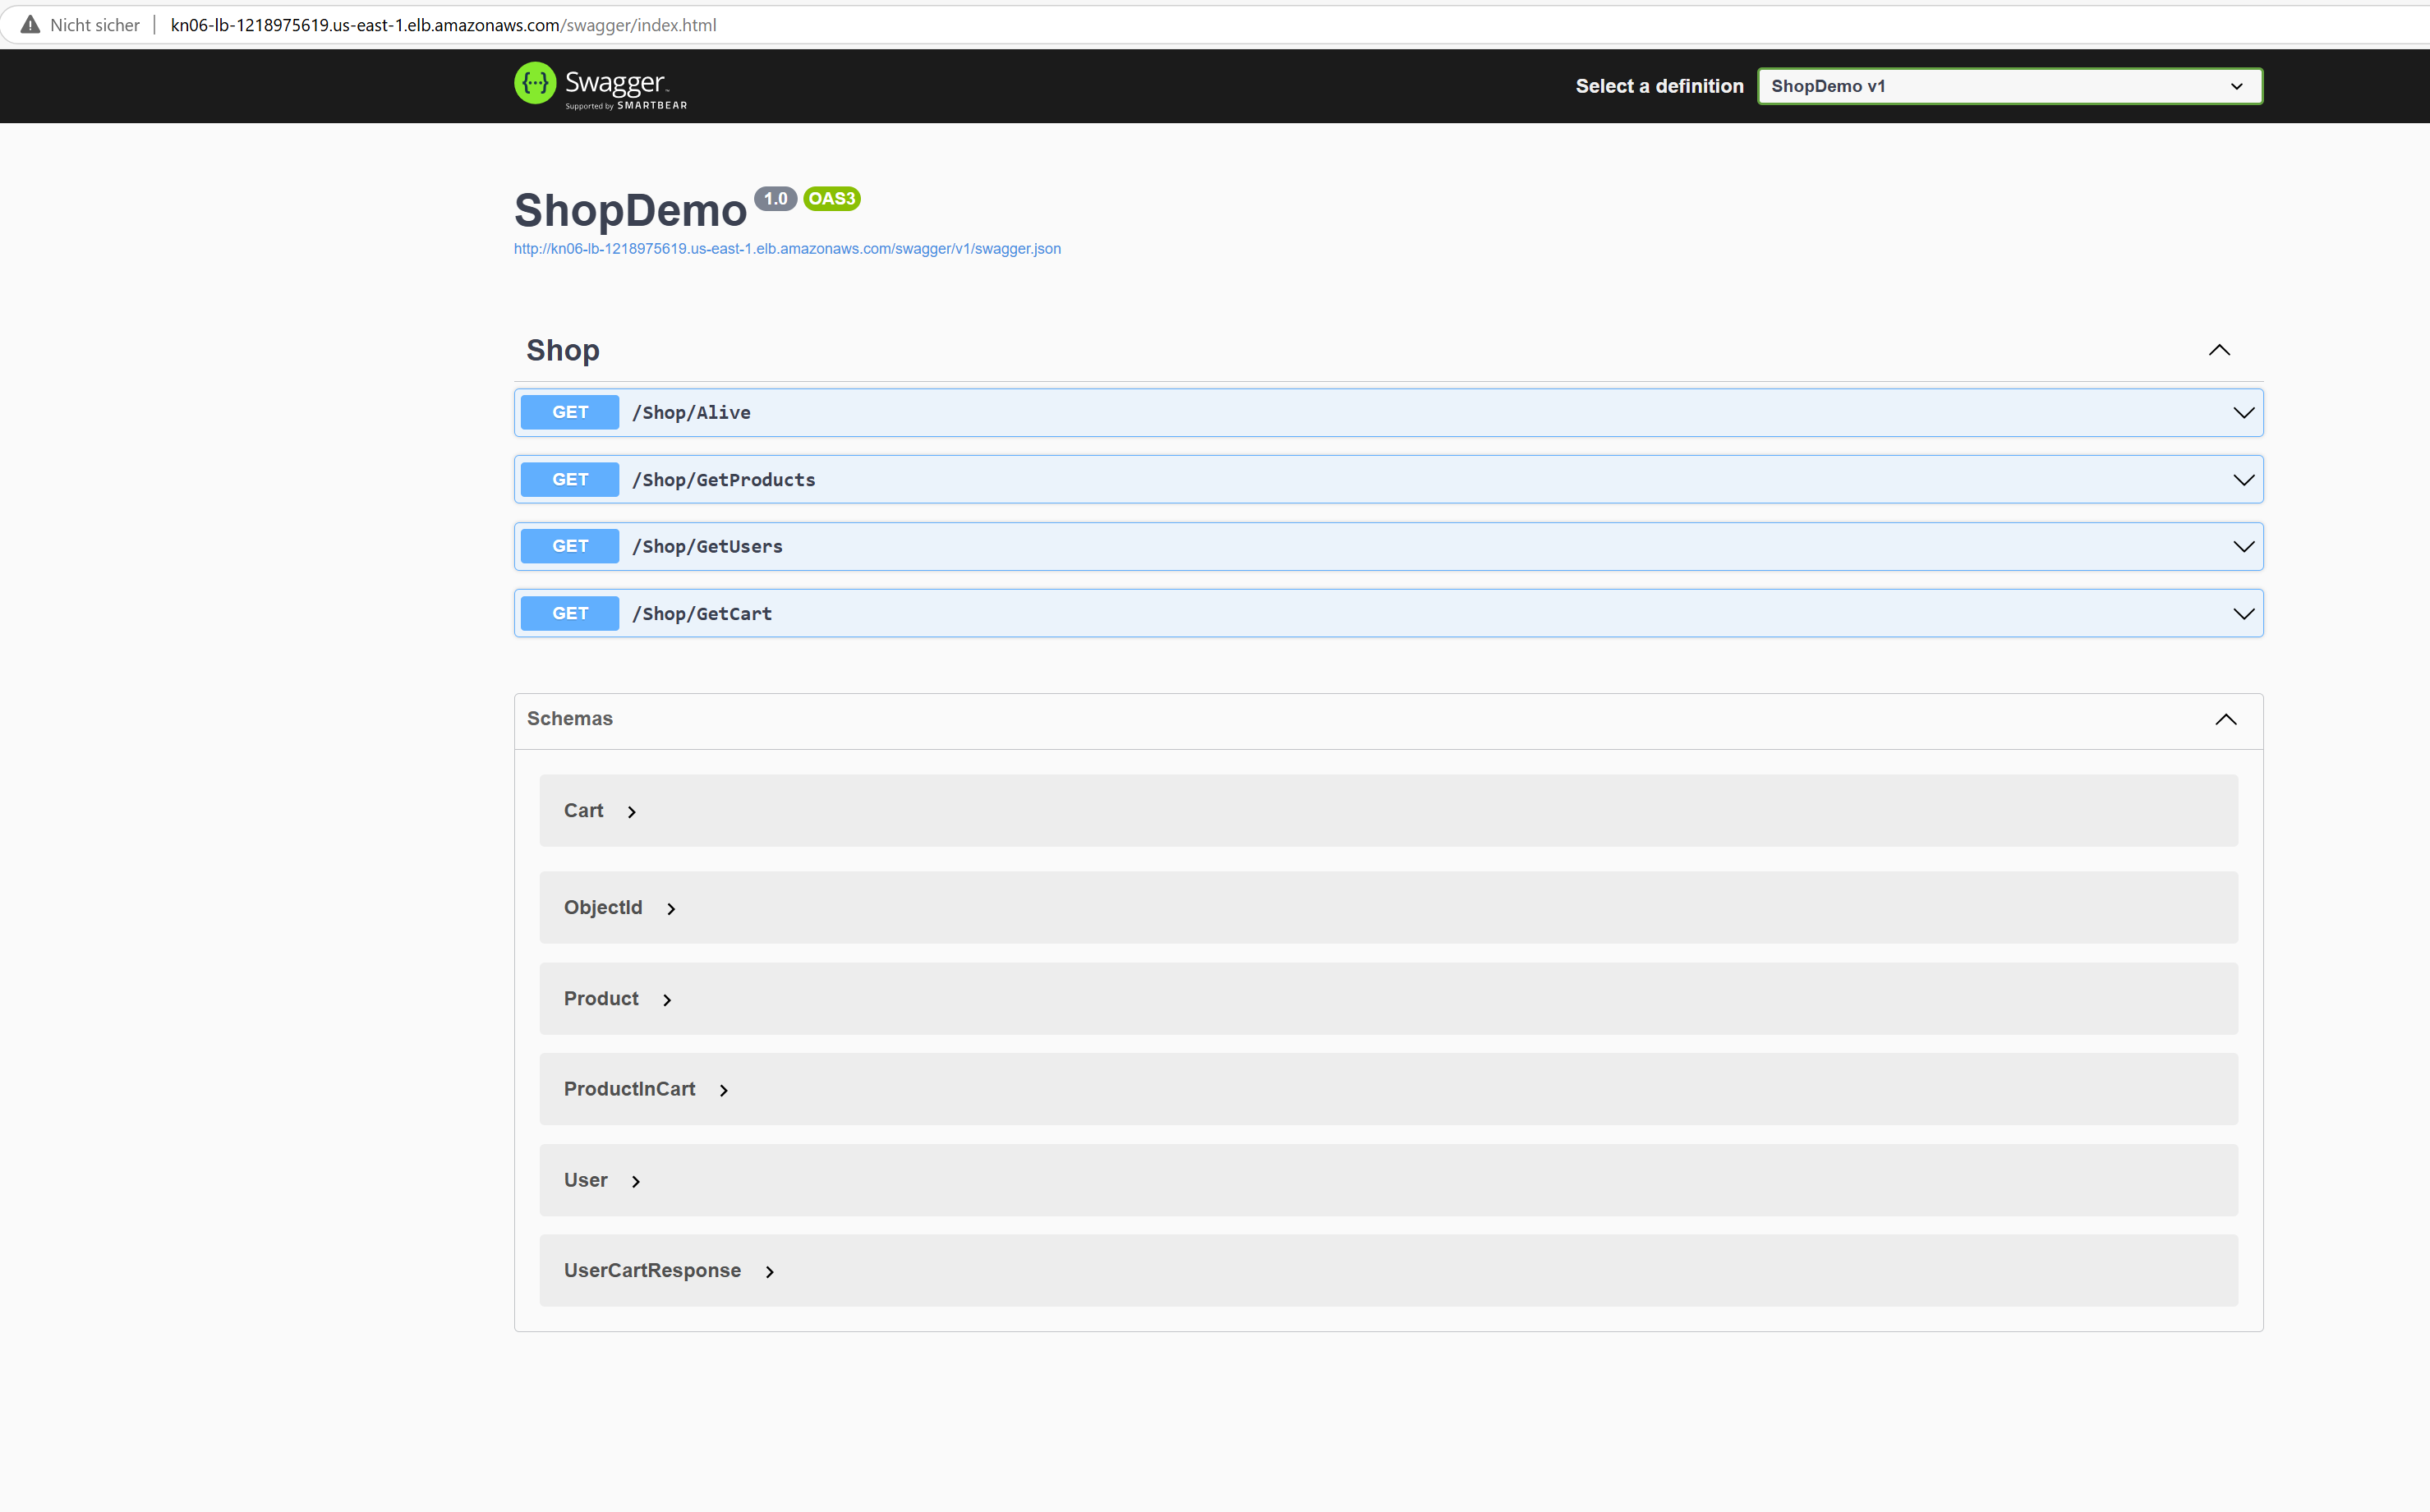 Nicht sicher kn06-lb-1218975619.us-east-1.elb.amazonaws.com/swagger/index.html
{···} Swagger™
Supported by SMARTBEAR
Select a definition ShopDemo v1
ShopDemo 1.0 OAS3
http://kn06-lb-1218975619.us-east-1.elb.amazonaws.com/swagger/v1/swagger.json
Shop
GET /Shop/Alive
GET /Shop/GetProducts
GET /Shop/GetUsers
GET /Shop/GetCart
Schemas
Cart
ObjectId
Product
ProductInCart
User
UserCartResponse